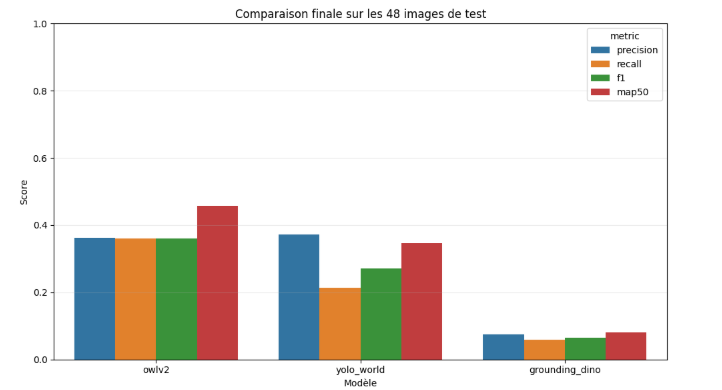 Comparaison finale sur les 48 images de test
metric
precision
recall
f1
map50
1.0
0.8
0.6
0.4
0.2
0.0
Score
owlv2
yolo_world
grounding_dino
Modèle